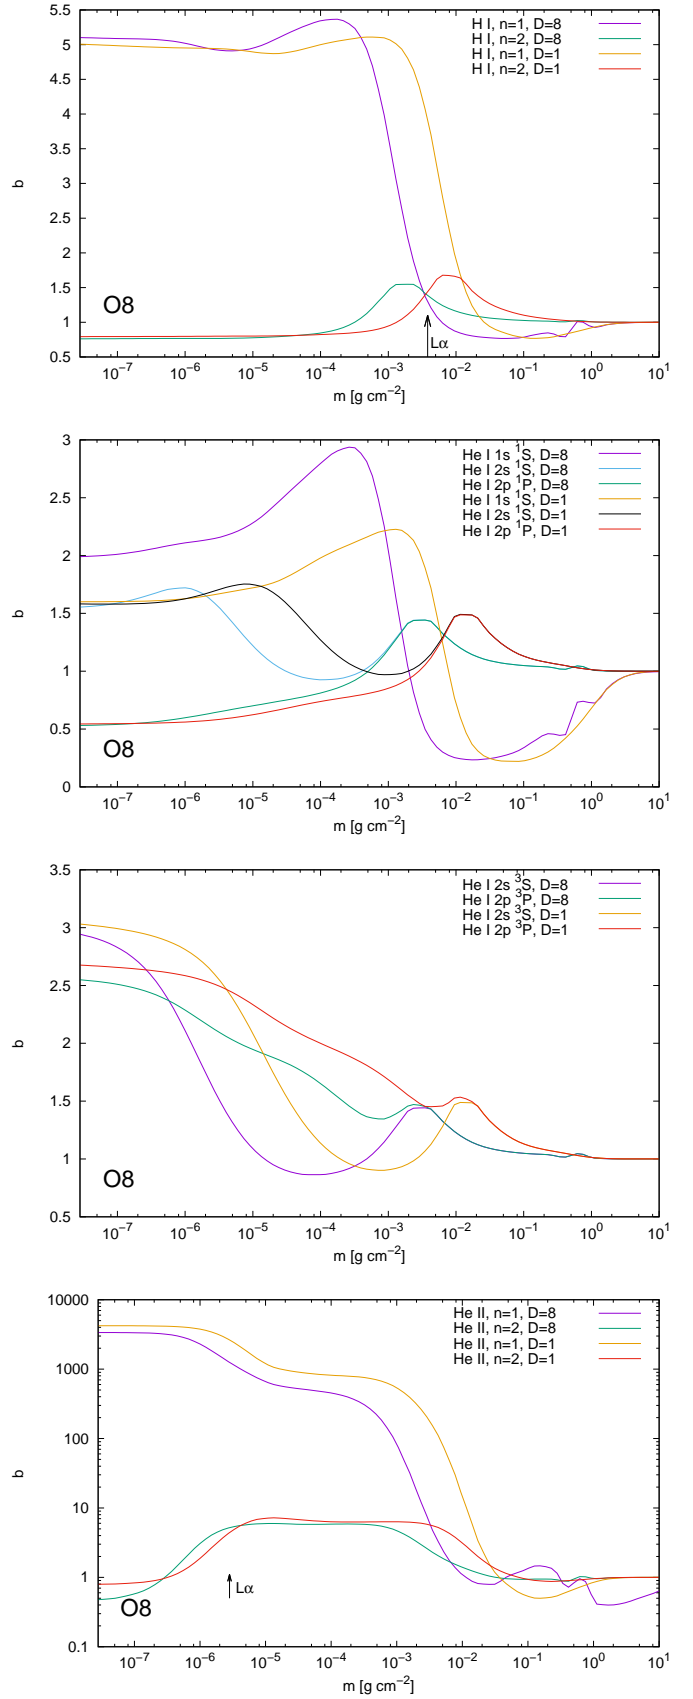 5.5
5
4.5
4
3.5
3
2.5
2
1.5
1
0.5
b
H I, n=1, D=8
H I, n=2, D=8
H I, n=1, D=1
H I, n=2, D=1
O8
Lα
10⁻⁷ 10⁻⁶ 10⁻⁵ 10⁻⁴ 10⁻³ 10⁻² 10⁻¹ 10⁰ 10¹
m [g cm⁻²]
3
2.5
2
1.5
1
0.5
0
b
He I 1s ¹S, D=8
He I 2s ¹S, D=8
He I 2p ¹P, D=8
He I 1s ¹S, D=1
He I 2s ¹S, D=1
He I 2p ¹P, D=1
O8
10⁻⁷ 10⁻⁶ 10⁻⁵ 10⁻⁴ 10⁻³ 10⁻² 10⁻¹ 10⁰ 10¹
m [g cm⁻²]
3.5
3
2.5
2
1.5
1
0.5
b
He I 2s ³S, D=8
He I 2p ³P, D=8
He I 2s ³S, D=1
He I 2p ³P, D=1
O8
10⁻⁷ 10⁻⁶ 10⁻⁵ 10⁻⁴ 10⁻³ 10⁻² 10⁻¹ 10⁰ 10¹
m [g cm⁻²]
10000
1000
100
10
1
0.1
b
He II, n=1, D=8
He II, n=2, D=8
He II, n=1, D=1
He II, n=2, D=1
Lα
O8
10⁻⁷ 10⁻⁶ 10⁻⁵ 10⁻⁴ 10⁻³ 10⁻² 10⁻¹ 10⁰ 10¹
m [g cm⁻²]